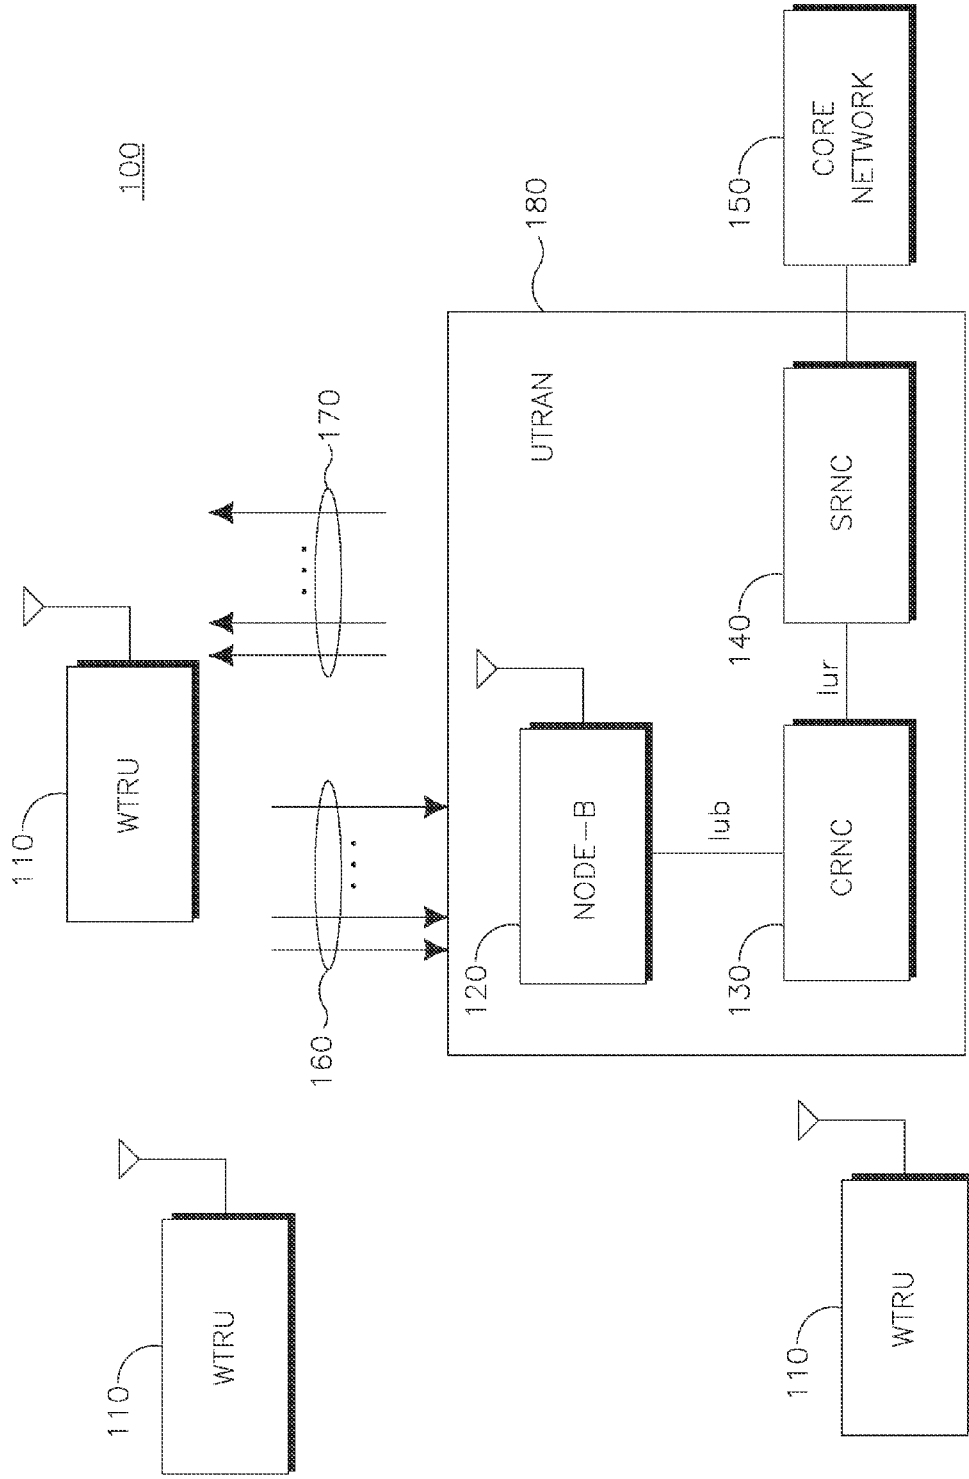 100
110
WTRU
110
WTRU
110
WTRU
160
170
180
UTRAN
120
NODE-B
Iub
130
CRNC
Iur
140
SRNC
150
CORE
NETWORK